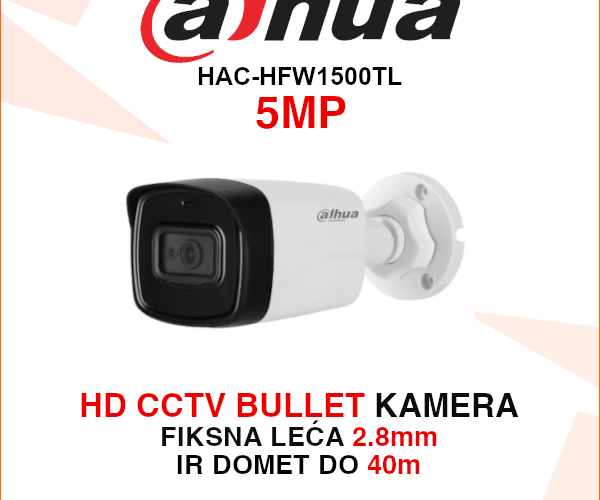 alhua
HAC-HFW1500TL
5MP
alhua
HD CCTV BULLET KAMERA
FIKSNA LEĆA 2.8mm
IR DOMET DO 40m